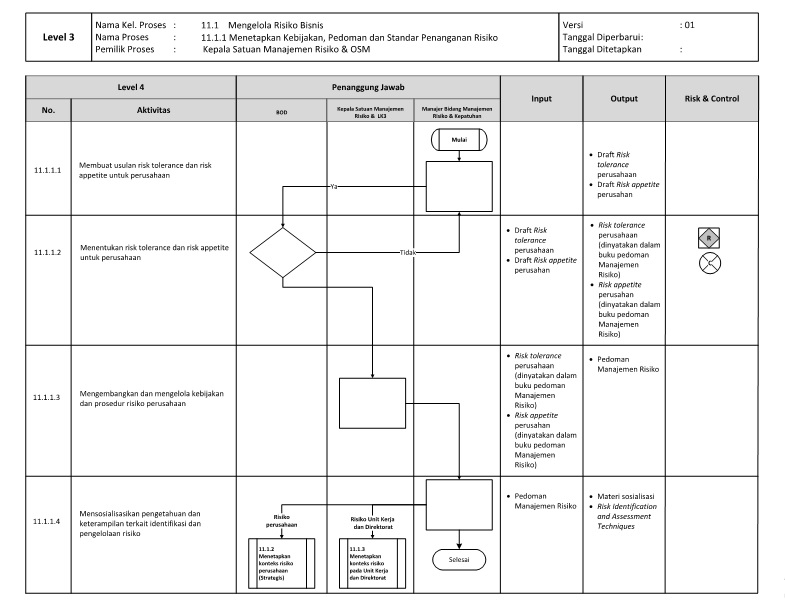 Level 3
Nama Kel. Proses : 11.1 Mengelola Risiko Bisnis
Nama Proses : 11.1.1 Menetapkan Kebijakan, Pedoman dan Standar Penanganan Risiko
Pemilik Proses : Kepala Satuan Manajemen Risiko & OSM
Versi : 01
Tanggal Diperbarui:
Tanggal Ditetapkan :
Level 4
Penanggung Jawab
Input
Output
Risk & Control
No.
Aktivitas
BOD
Kepala Satuan Manajemen
Risiko & LK3
Manajer Bidang Manajemen
Risiko & Kepatuhan
Mulai
11.1.1.1
Membuat usulan risk tolerance dan risk
appetite untuk perusahaan
Ya
• Draft Risk
tolerance
perusahaan
• Draft Risk appetite
perusahan
11.1.1.2
Menentukan risk tolerance dan risk appetite
untuk perusahaan
Tidak
• Draft Risk
tolerance
perusahaan
• Draft Risk appetite
perusahan
• Risk tolerance
perusahaan
(dinyatakan dalam
buku pedoman
Manajemen
Risiko)
• Risk appetite
perusahan
(dinyatakan dalam
buku pedoman
Manajemen
Risiko)
R
C
11.1.1.3
Mengembangkan dan mengelola kebijakan
dan prosedur risiko perusahaan
• Risk tolerance
perusahaan
(dinyatakan dalam
buku pedoman
Manajemen
Risiko)
• Risk appetite
perusahan
(dinyatakan dalam
buku pedoman
Manajemen
Risiko)
• Pedoman
Manajemen Risiko
11.1.1.4
Mensosialisasikan pengetahuan dan
keterampilan terkait identifikasi dan
pengelolaan risiko
Risiko
perusahaan
11.1.2
Menetapkan
konteks risiko
perusahaan
(Strategis)
Risiko Unit Kerja
dan Direktorat
11.1.3
Menetapkan
konteks risiko
pada Unit Kerja
dan Direktorat
Selesai
• Pedoman
Manajemen Risiko
• Materi sosialisasi
• Risk Identification
and Assessment
Techniques